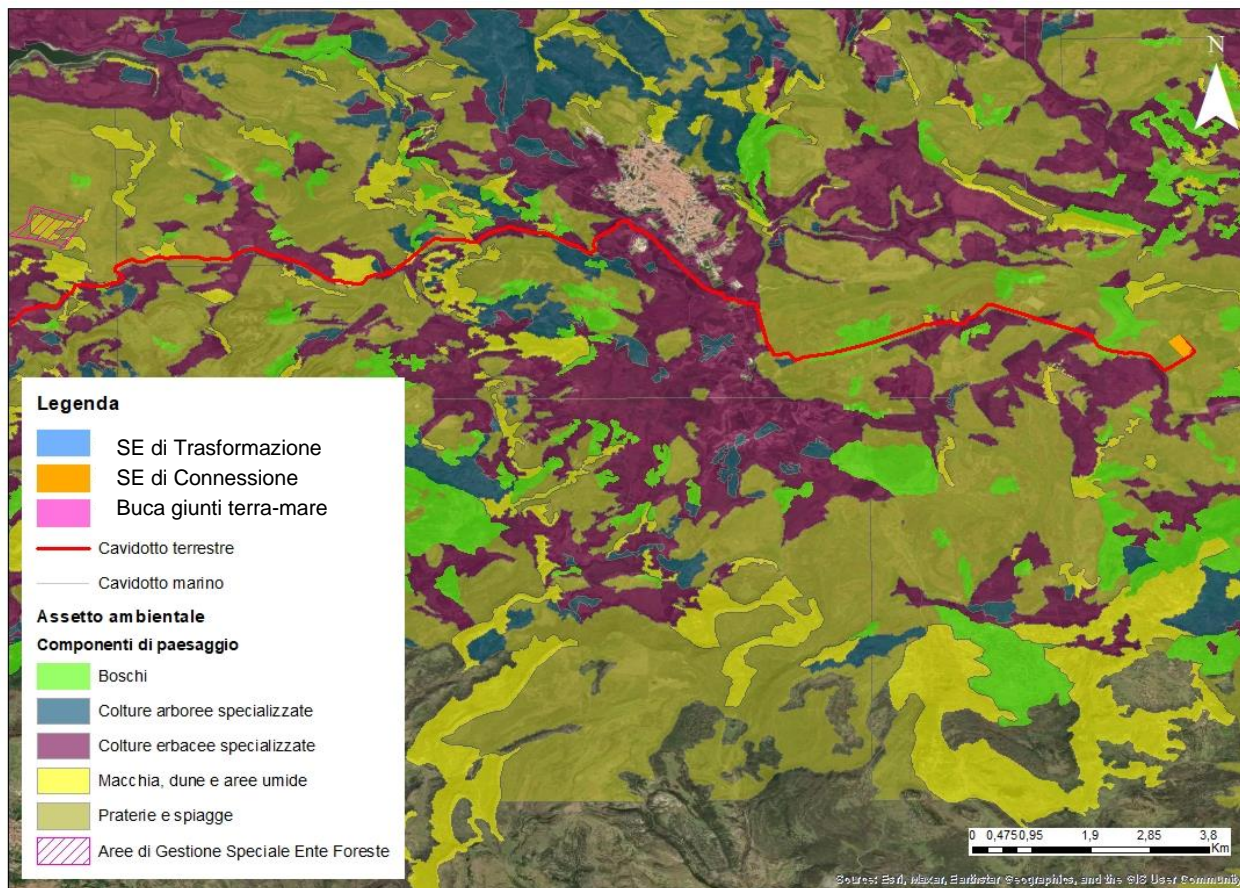 N
Legenda
SE di Trasformazione
SE di Connessione
Buca giunti terra-mare
Cavidotto terrestre
Cavidotto marino
Assetto ambientale
Componenti di paesaggio
Boschi
Colture arboree specializzate
Colture erbacee specializzate
Macchia, dune e aree umide
Praterie e spiagge
Aree di Gestione Speciale Ente Foreste
0 0,475 0,95 1,9 2,85 3,8
Km
Source: Esri, Maxar, Earthstar Geographics, and the GIS User Community